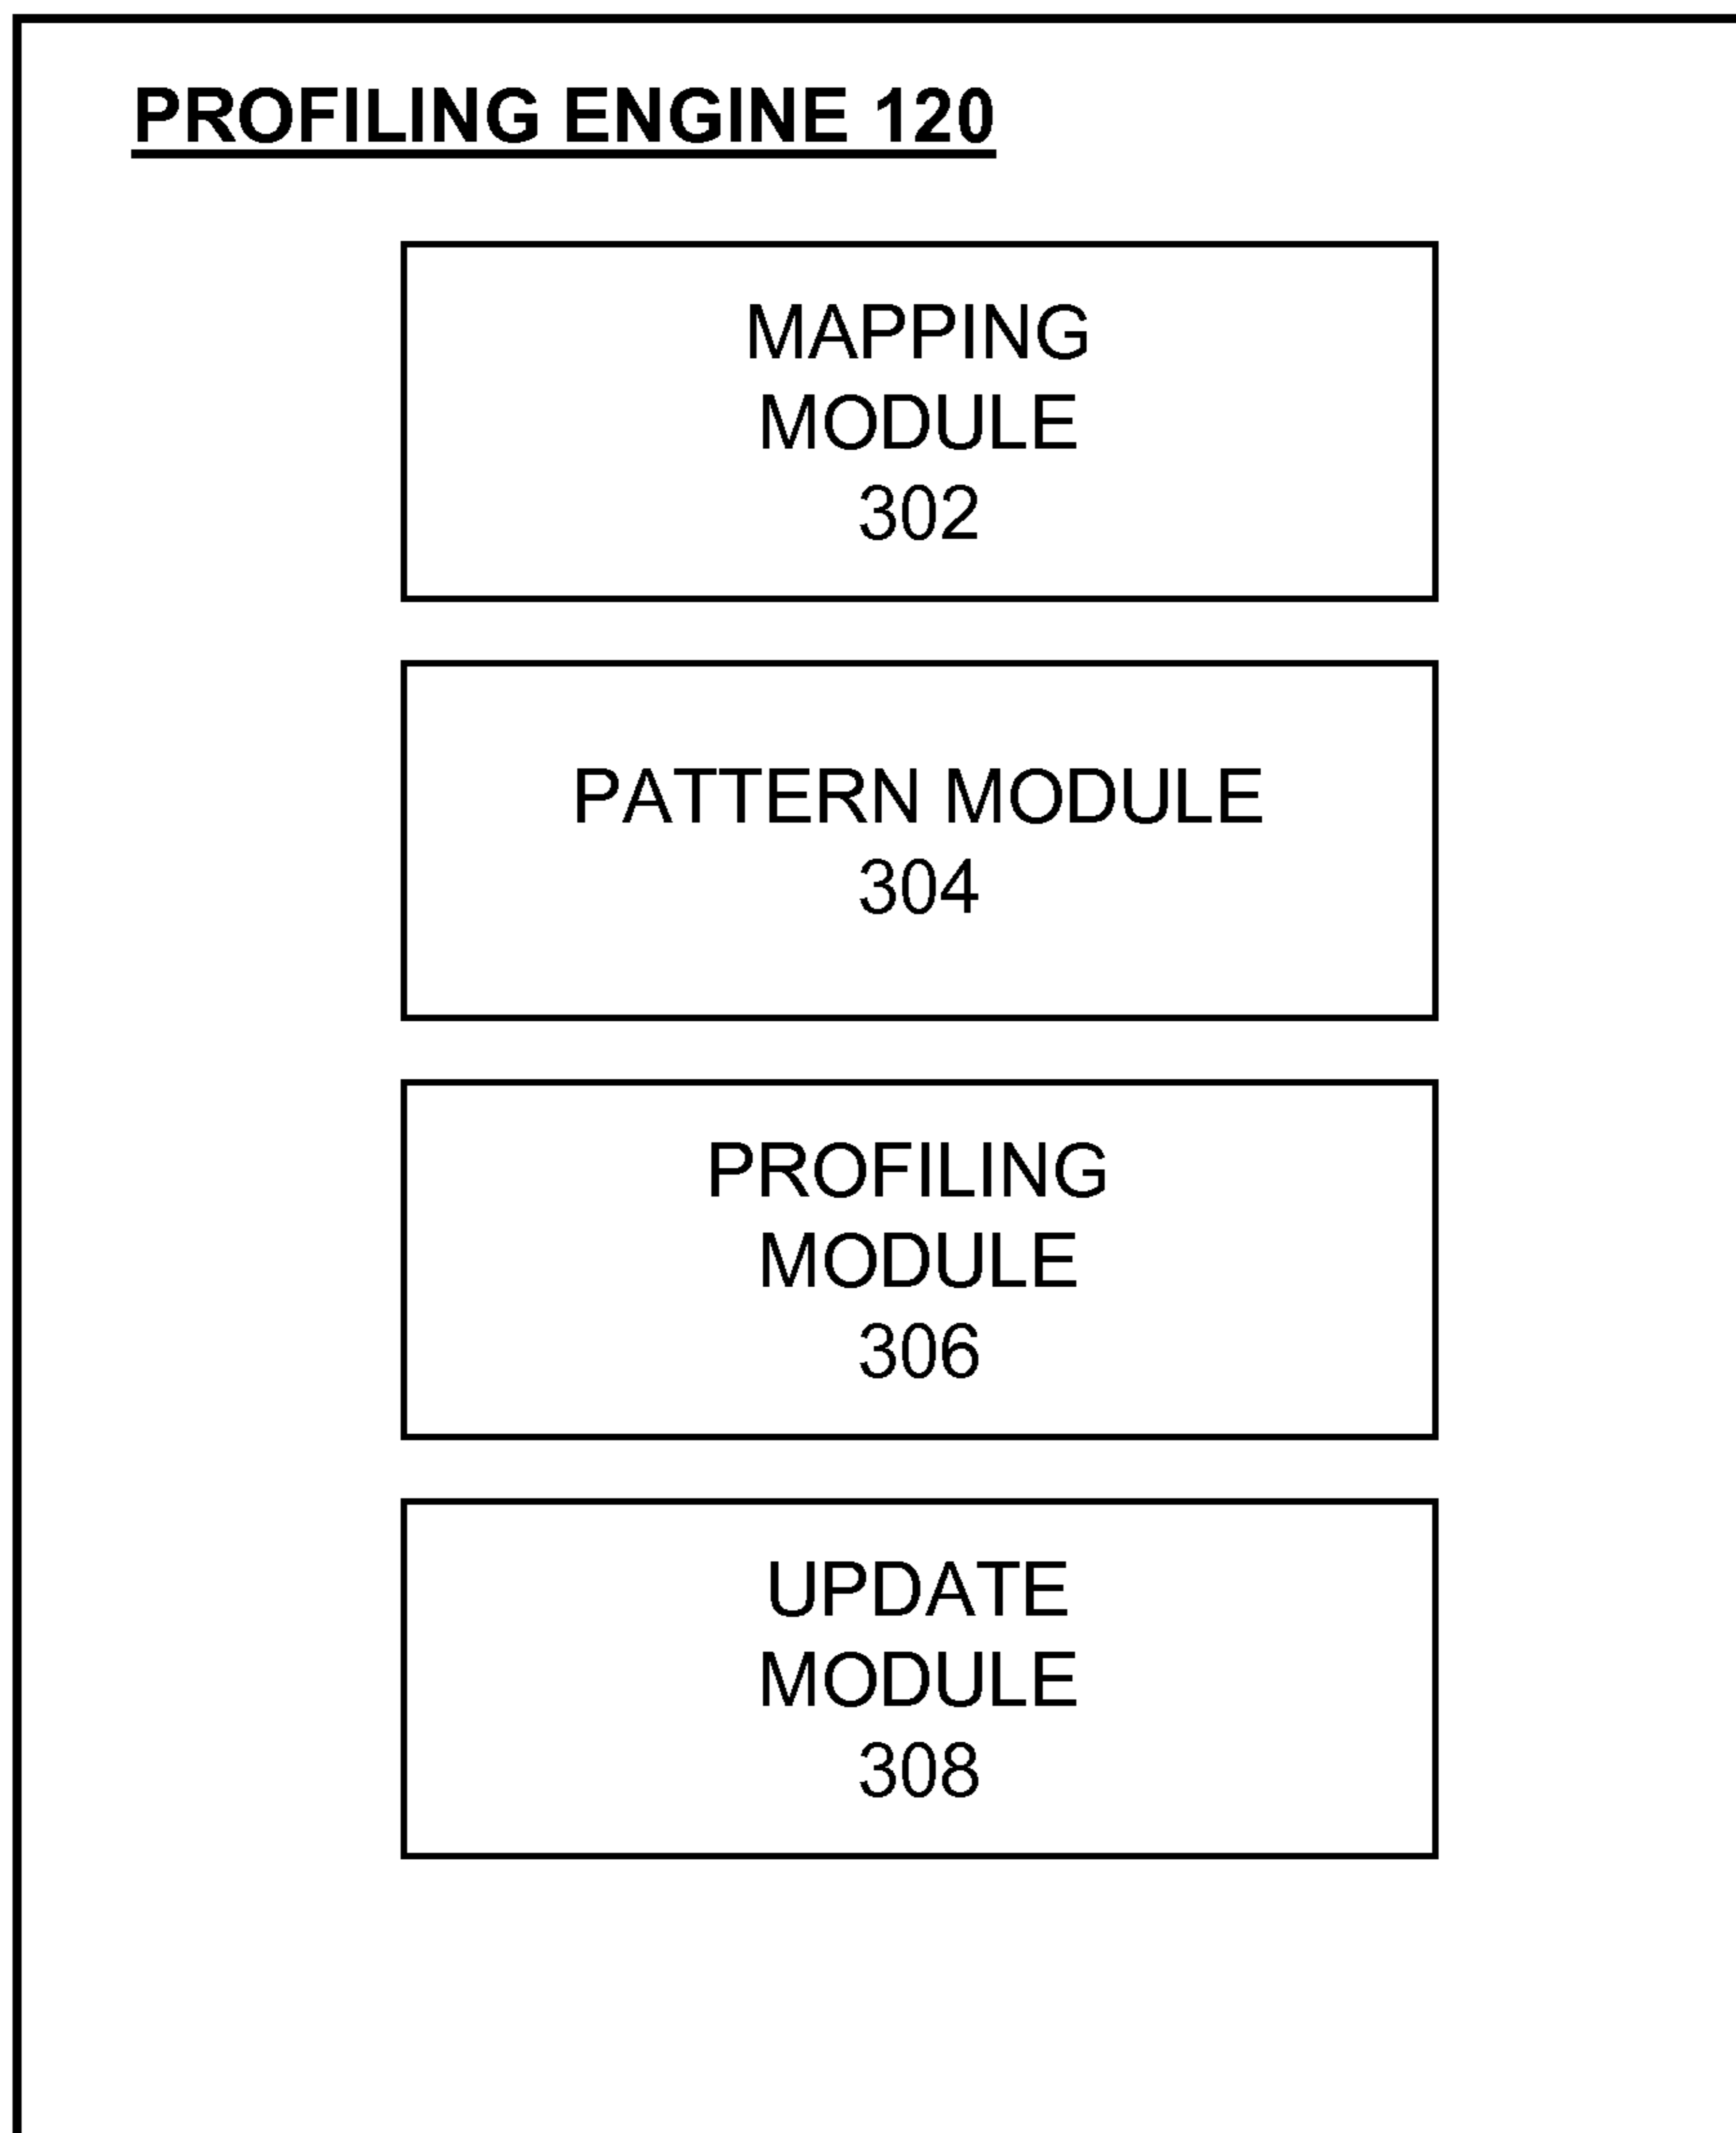 PROFILING ENGINE 120
MAPPING
MODULE
302
PATTERN MODULE
304
PROFILING
MODULE
306
UPDATE
MODULE
308